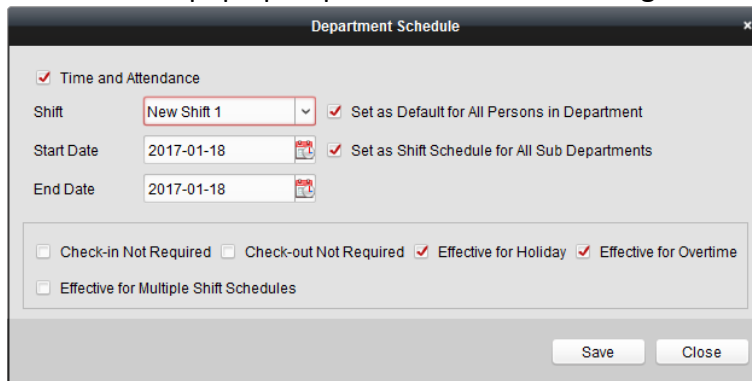 Department Schedule ×
Time and Attendance
Shift New Shift 1 Set as Default for All Persons in Department
Start Date 2017-01-18 Set as Shift Schedule for All Sub Departments
End Date 2017-01-18
Check-in Not Required Check-out Not Required Effective for Holiday Effective for Overtime
Effective for Multiple Shift Schedules
Save Close